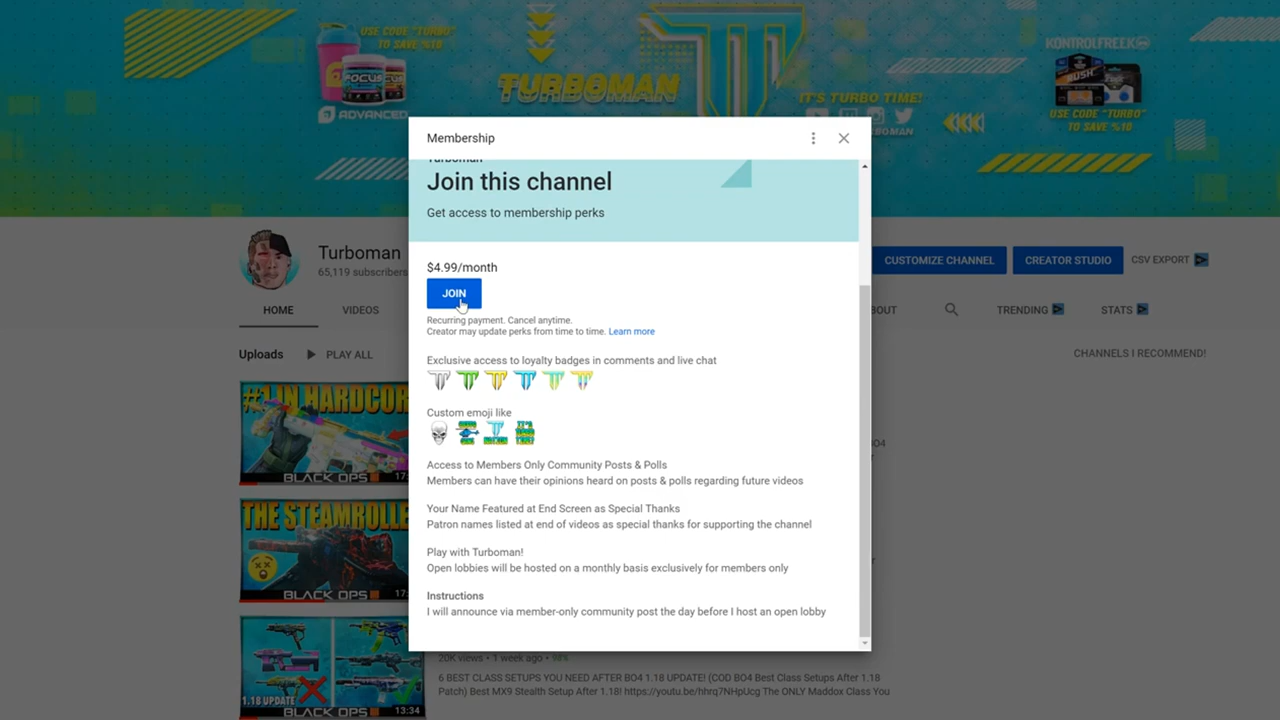 USE CODE "TURBO"
TO SAVE %10
FOCUS
ADVANCED
TURBOMAN
IT'S TURBO TIME!
KONTROLFREEK
RUSH
USE CODE "TURBO"
TO SAVE %10
Membership
Turboman
Join this channel
Get access to membership perks
$4.99/month
JOIN
Recurring payment. Cancel anytime.
Creator may update perks from time to time. Learn more
Exclusive access to loyalty badges in comments and live chat
Custom emoji like
Access to Members Only Community Posts & Polls
Members can have their opinions heard on posts & polls regarding future videos
Your Name Featured at End Screen as Special Thanks
Patron names listed at end of videos as special thanks for supporting the channel
Play with Turboman!
Open lobbies will be hosted on a monthly basis exclusively for members only
Instructions
I will announce via member-only community post the day before I host an open lobby
Turboman
65,119 subscribers
CUSTOMIZE CHANNEL
CREATOR STUDIO
CSV EXPORT
HOME
VIDEOS
TRENDING
STATS
Uploads
PLAY ALL
CHANNELS I RECOMMEND!
#1 IN HARDCOR
BLACK OPS
17:
THE STEAMROLLE
BLACK OPS
17:
1.18 UPDATE
BLACK OPS
13:34
20K views • 1 week ago • 98%
6 BEST CLASS SETUPS YOU NEED AFTER BO4 1.18 UPDATE! (COD BO4 Best Class Setups After 1.18
Patch) Best MX9 Stealth Setup After 1.18! https://youtu.be/hhrq7NHpUcg The ONLY Maddox Class You